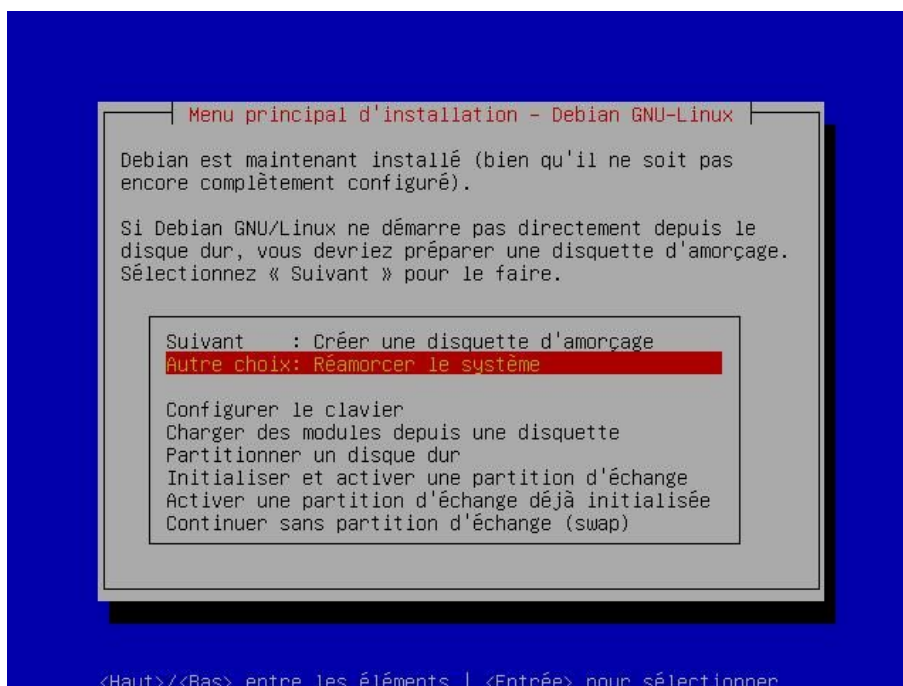 Menu principal d'installation - Debian GNU-Linux
Debian est maintenant installé (bien qu'il ne soit pas
encore complètement configuré).
Si Debian GNU/Linux ne démarre pas directement depuis le
disque dur, vous devriez préparer une disquette d'amorçage.
Sélectionnez « Suivant » pour le faire.
Suivant    : Créer une disquette d'amorçage
Autre choix: Réamorcer le système
Configurer le clavier
Charger des modules depuis une disquette
Partitionner un disque dur
Initialiser et activer une partition d'échange
Activer une partition d'échange déjà initialisée
Continuer sans partition d'échange (swap)
<Haut>/<Bas> entre les éléments | <Entrée> pour sélectionner